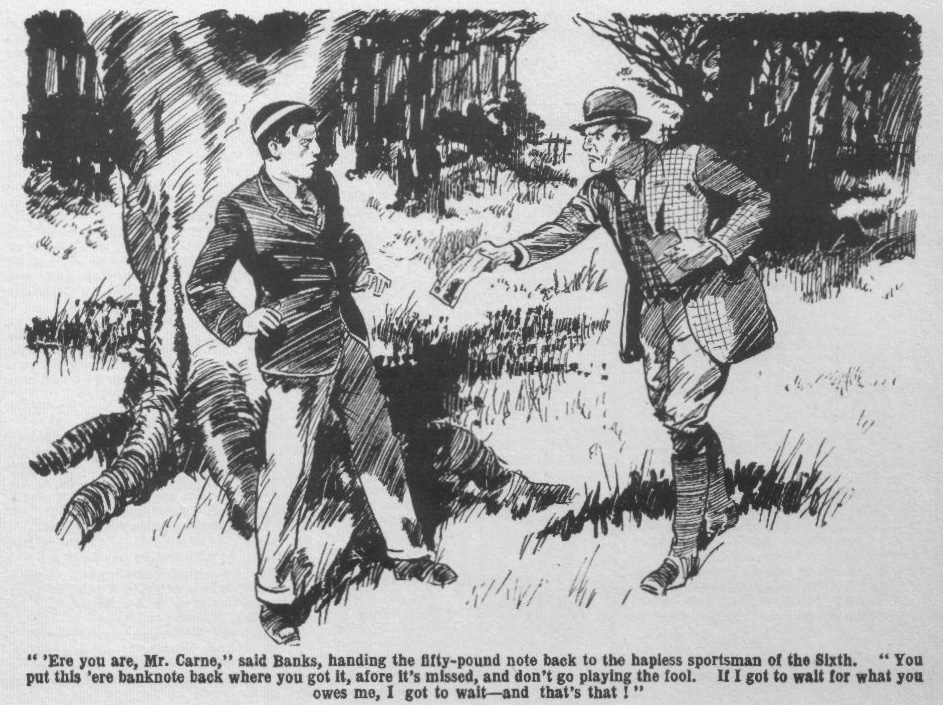 " 'Ere you are, Mr. Carne," said Banks, handing the fifty-pound note back to the hapless sportsman of the Sixth. " You
put this 'ere banknote back where you got it, afore it's missed, and don't go playing the fool. If I got to wait for what you
owes me, I got to wait—and that's that ! "